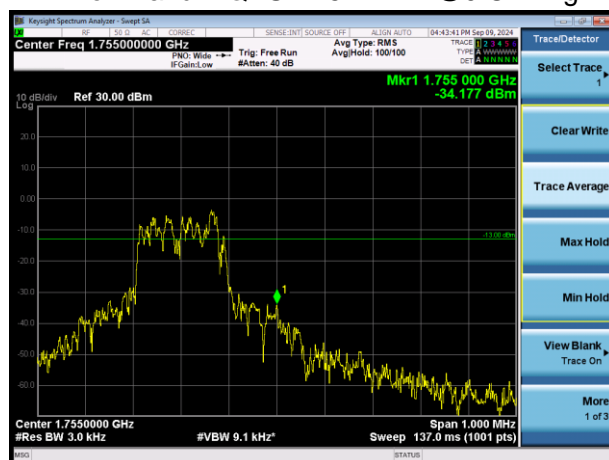 Keysight Spectrum Analyzer - Swept SA
RF 50 Ω AC CORREC SENSE:INT SOURCE OFF ALIGN AUTO 04:43:41 PM Sep 09, 2024
Center Freq 1.755000000 GHz
PNO: Wide
IFGain:Low
Trig: Free Run
#Atten: 40 dB
Avg Type: RMS
Avg|Hold: 100/100
TRACE 1 2 3 4 5 6
TYPE A WWWWW
DET A N N N N N
Mkr1 1.755 000 GHz
-34.177 dBm
10 dB/div Ref 30.00 dBm
Log
20.0
10.0
0.00
-10.0
-13.00 dBm
-20.0
1
-30.0
-40.0
-50.0
-60.0
Center 1.7550000 GHz Span 1.000 MHz
#Res BW 3.0 kHz #VBW 9.1 kHz* Sweep 137.0 ms (1001 pts)
MSG STATUS
Trace/Detector
Select Trace
1
Clear Write
Trace Average
Max Hold
Min Hold
View Blank
Trace On
More
1 of 3